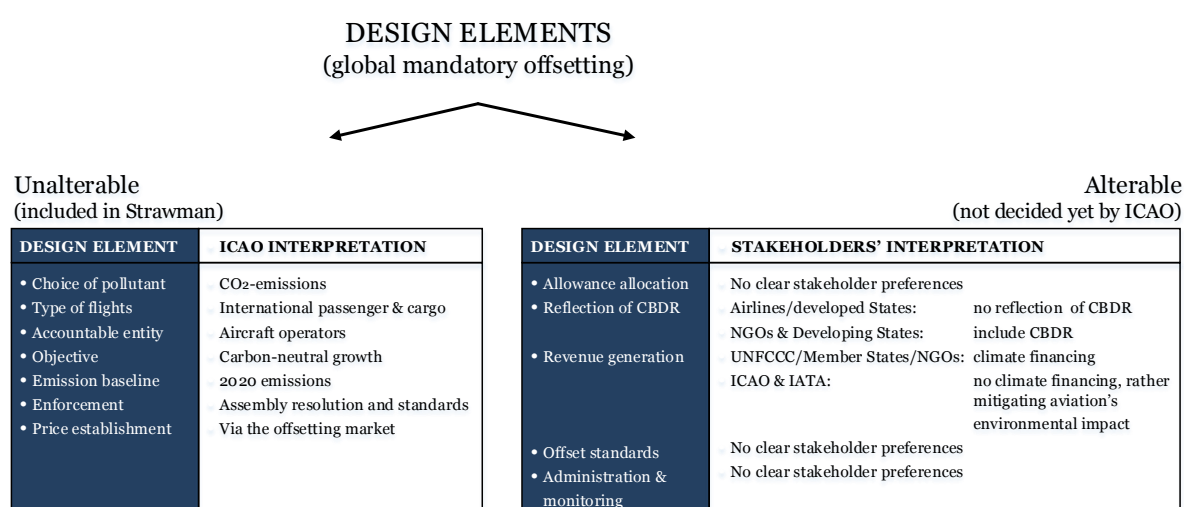 DESIGN ELEMENTS
(global mandatory offsetting)
Unalterable
(included in Strawman)
DESIGN ELEMENT
ICAO INTERPRETATION
• Choice of pollutant
CO2-emissions
• Type of flights
International passenger & cargo
• Accountable entity
Aircraft operators
• Objective
Carbon-neutral growth
• Emission baseline
2020 emissions
• Enforcement
Assembly resolution and standards
• Price establishment
Via the offsetting market
Alterable
(not decided yet by ICAO)
DESIGN ELEMENT
STAKEHOLDERS’ INTERPRETATION
• Allowance allocation
No clear stakeholder preferences
• Reflection of CBDR
Airlines/developed States: no reflection of CBDR
NGOs & Developing States: include CBDR
• Revenue generation
UNFCCC/Member States/NGOs: climate financing
ICAO & IATA: no climate financing, rather
mitigating aviation’s
environmental impact
• Offset standards
No clear stakeholder preferences
• Administration &
monitoring
No clear stakeholder preferences